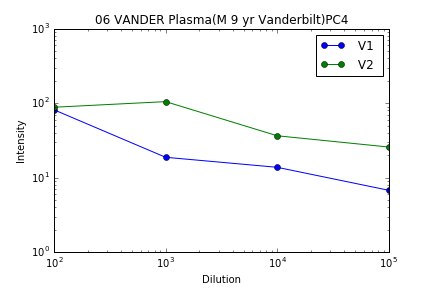 06 VANDER Plasma(M 9 yr Vanderbilt)PC4
10³
V1
V2
10²
Intensity
10¹
10⁰
10² 10³ 10⁴ 10⁵
Dilution